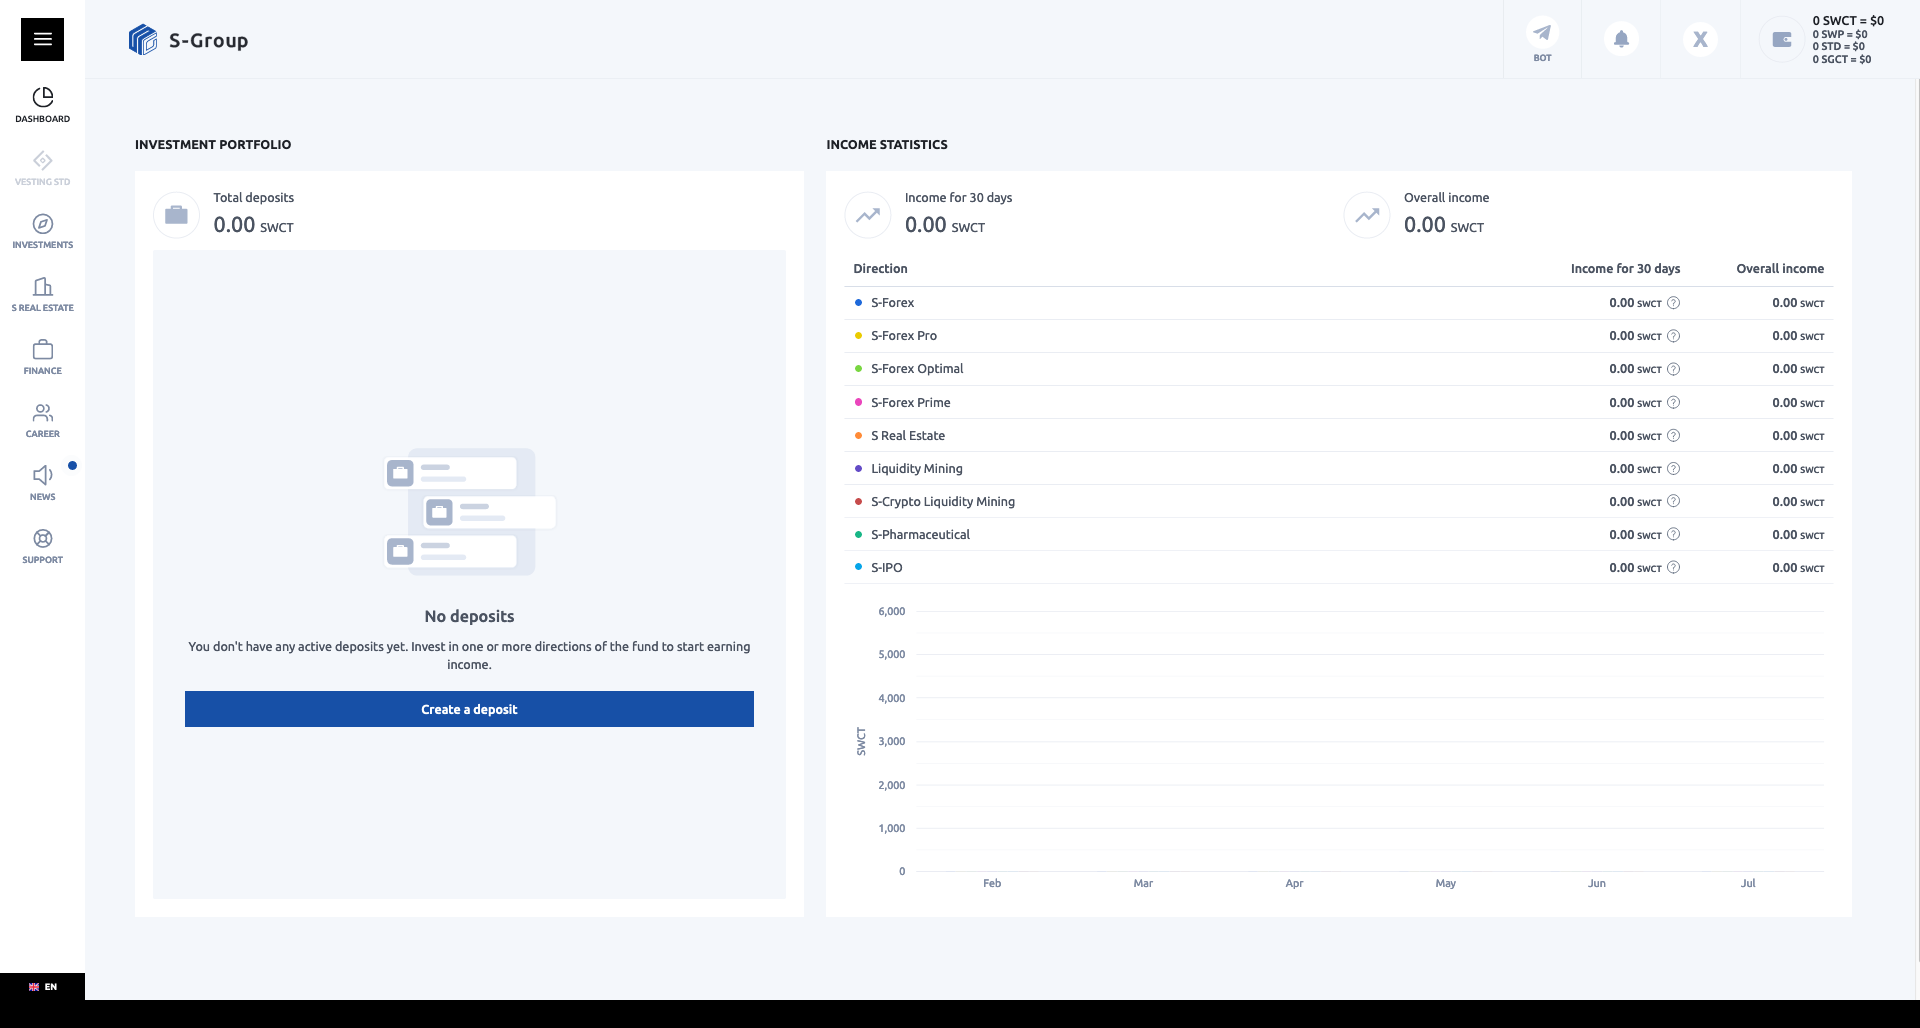 S-Group
BOT
X
0 SWCT = $0
0 SWP = $0
0 STD = $0
0 SGCT = $0
DASHBOARD
VESTING STD
INVESTMENTS
S REAL ESTATE
FINANCE
CAREER
NEWS
SUPPORT
EN
INVESTMENT PORTFOLIO
Total deposits
0.00 SWCT
No deposits
You don't have any active deposits yet. Invest in one or more directions of the fund to start earning
income.
Create a deposit
INCOME STATISTICS
Income for 30 days
0.00 SWCT
Overall income
0.00 SWCT
Direction Income for 30 days Overall income
S-Forex 0.00 SWCT ? 0.00 SWCT
S-Forex Pro 0.00 SWCT ? 0.00 SWCT
S-Forex Optimal 0.00 SWCT ? 0.00 SWCT
S-Forex Prime 0.00 SWCT ? 0.00 SWCT
S Real Estate 0.00 SWCT ? 0.00 SWCT
Liquidity Mining 0.00 SWCT ? 0.00 SWCT
S-Crypto Liquidity Mining 0.00 SWCT ? 0.00 SWCT
S-Pharmaceutical 0.00 SWCT ? 0.00 SWCT
S-IPO 0.00 SWCT ? 0.00 SWCT
6,000
5,000
4,000
3,000
2,000
1,000
0
SWCT
Feb Mar Apr May Jun Jul